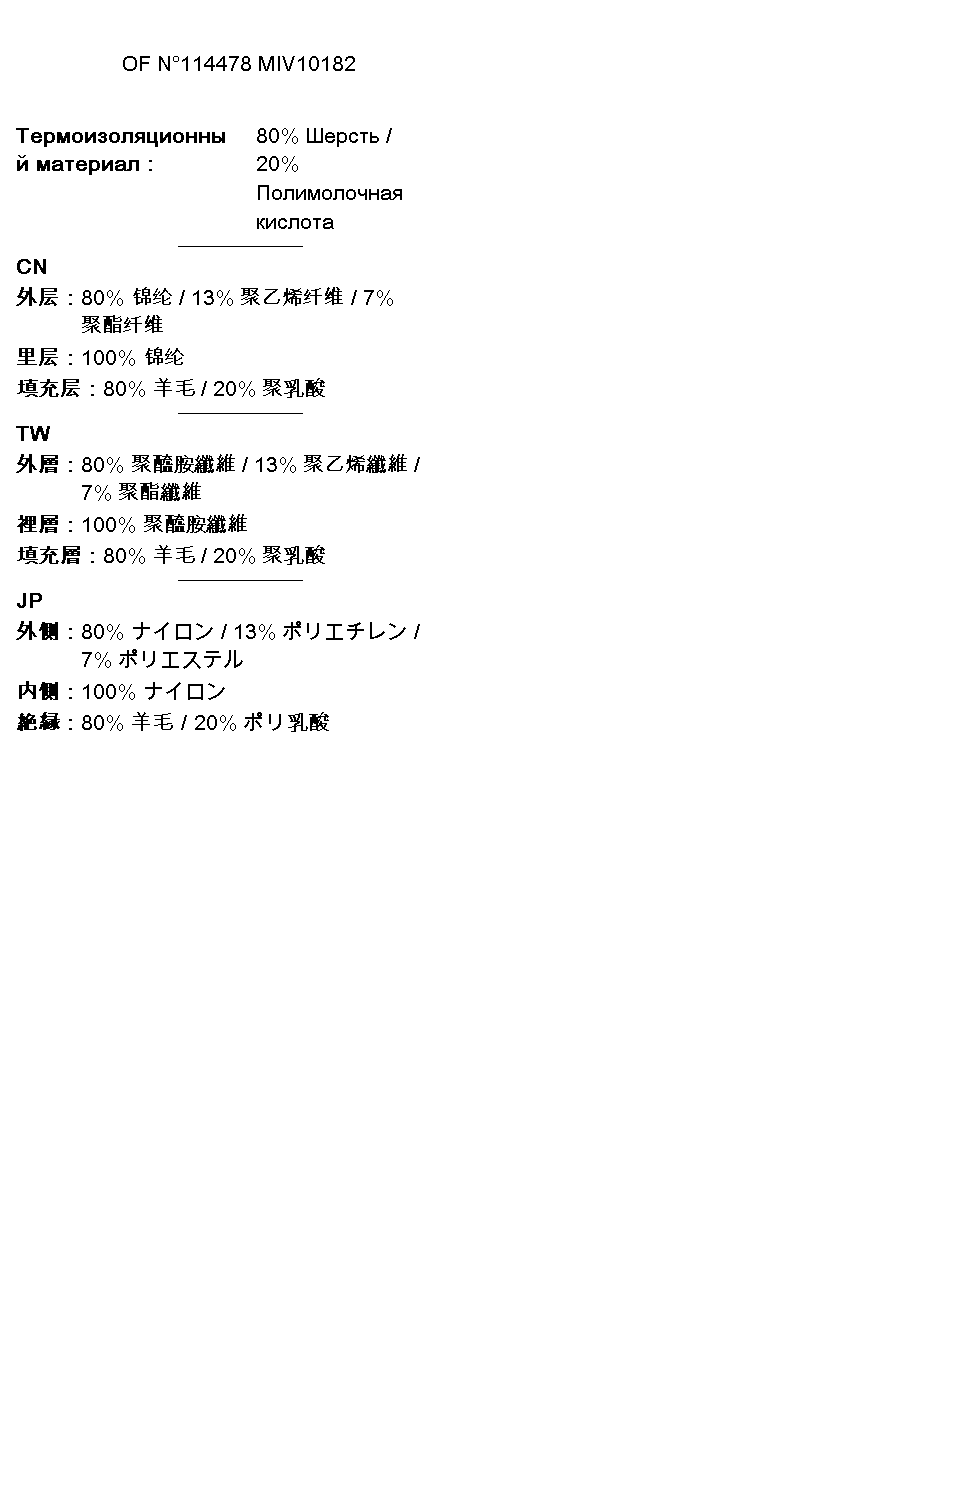 OF N°114478 MIV10182
Термоизоляционны 80% Шерсть /
й материал : 20%
Полимолочная
кислота
CN
外层 : 80% 锦纶 / 13% 聚乙烯纤维 / 7%
聚酯纤维
里层 : 100% 锦纶
填充层 : 80% 羊毛 / 20% 聚乳酸
TW
外層 : 80% 聚醯胺纖維 / 13% 聚乙烯纖維 /
7% 聚酯纖維
裡層 : 100% 聚醯胺纖維
填充層 : 80% 羊毛 / 20% 聚乳酸
JP
外側 : 80% ナイロン / 13% ポリエチレン /
7% ポリエステル
内側 : 100% ナイロン
絶縁 : 80% 羊毛 / 20% ポリ乳酸